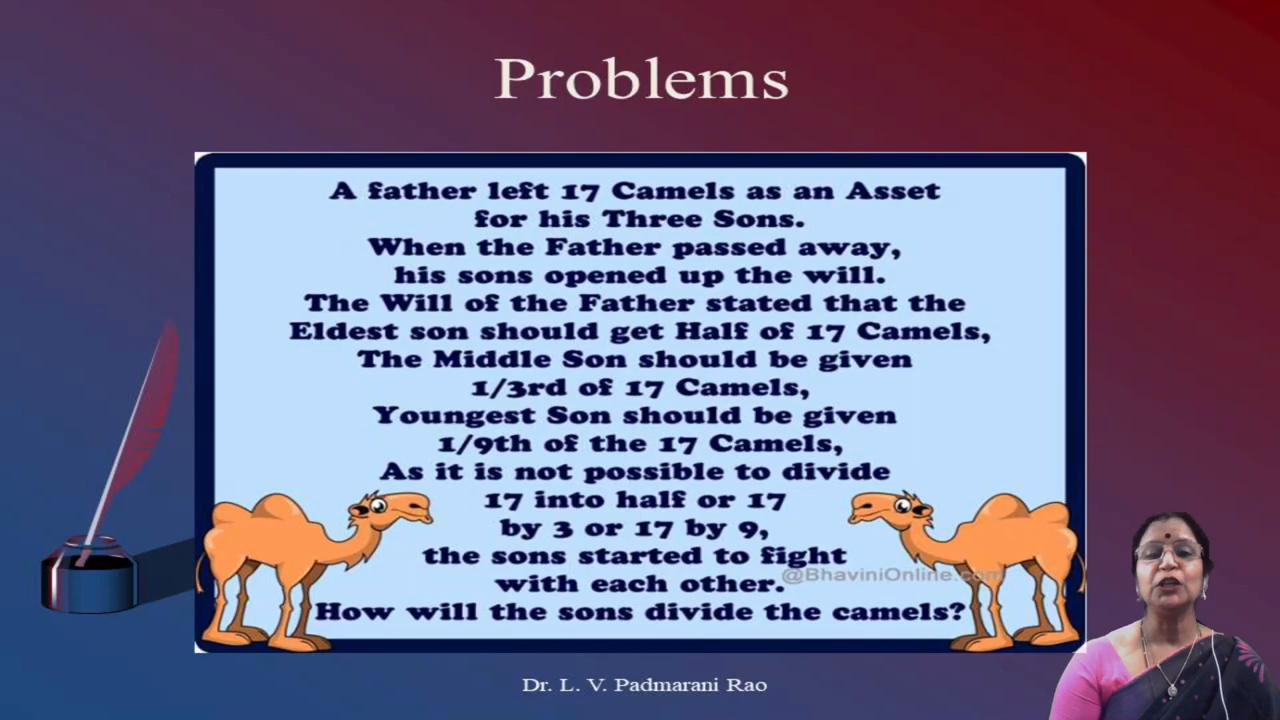 Problems
A father left 17 Camels as an Asset
for his Three Sons.
When the Father passed away,
his sons opened up the will.
The Will of the Father stated that the
Eldest son should get Half of 17 Camels,
The Middle Son should be given
1/3rd of 17 Camels,
Youngest Son should be given
1/9th of the 17 Camels,
As it is not possible to divide
17 into half or 17
by 3 or 17 by 9,
the sons started to fight
with each other.
@BhaviniOnline.com
How will the sons divide the camels?
Dr. L. V. Padmarani Rao